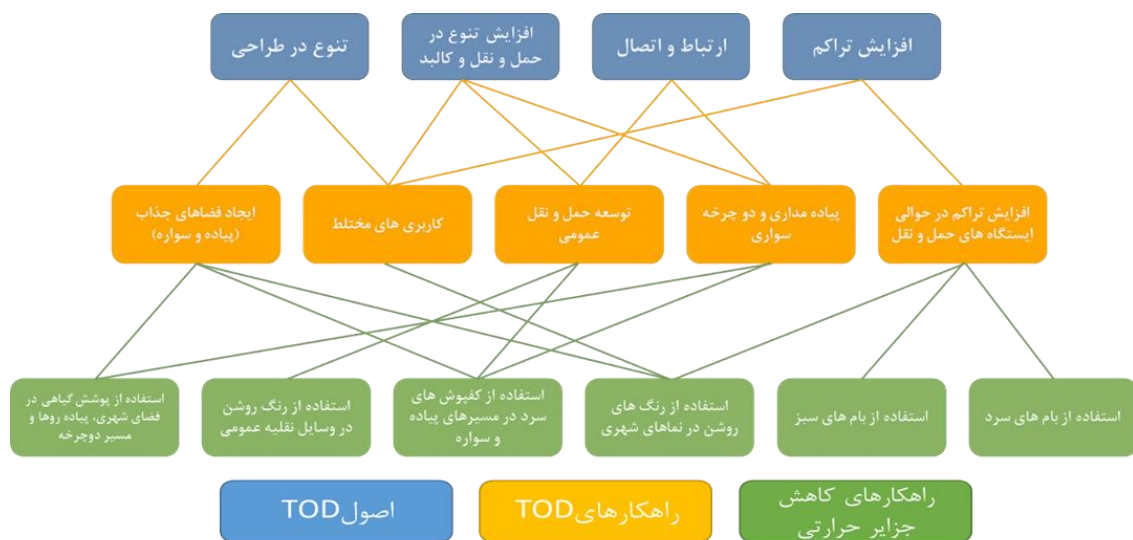 افزایش تراکم
ارتباط و اتصال
افزایش تنوع در
حمل و نقل و کالبد
تنوع در طراحی
افزایش تراکم در حوالی
ایستگاه های حمل و نقل
پیاده مداری و دو چرخه
سواری
توسعه حمل و نقل
عمومی
کاربری های مختلط
ایجاد فضاهای جذاب
(پیاده و سواره)
استفاده از بام های سرد
استفاده از بام های سبز
استفاده از رنگ های
روشن در نماهای شهری
استفاده از کفپوش های
سرد در مسیرهای پیاده
و سواره
استفاده از رنگ روشن
در وسایل نقلیه عمومی
استفاده از پوشش گیاهی در
فضای شهری، پیاده روها و
مسیر دوچرخه
راهکارهای کاهش
جزایر حرارتی
راهکارهایTOD
اصولTOD